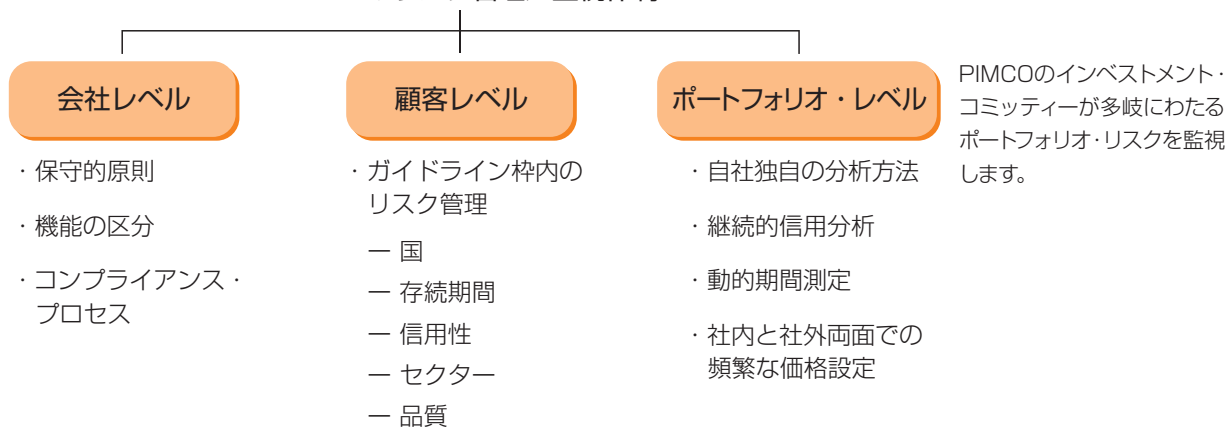 会社レベル
・保守的原則
・機能の区分
・コンプライアンス・
プロセス
顧客レベル
・ガイドライン枠内の
リスク管理
― 国
― 存続期間
― 信用性
― セクター
― 品質
ポートフォリオ・レベル
・自社独自の分析方法
・継続的信用分析
・動的期間測定
・社内と社外両面での
頻繁な価格設定
PIMCOのインベストメント・
コミッティーが多岐にわたる
ポートフォリオ・リスクを監視
します。